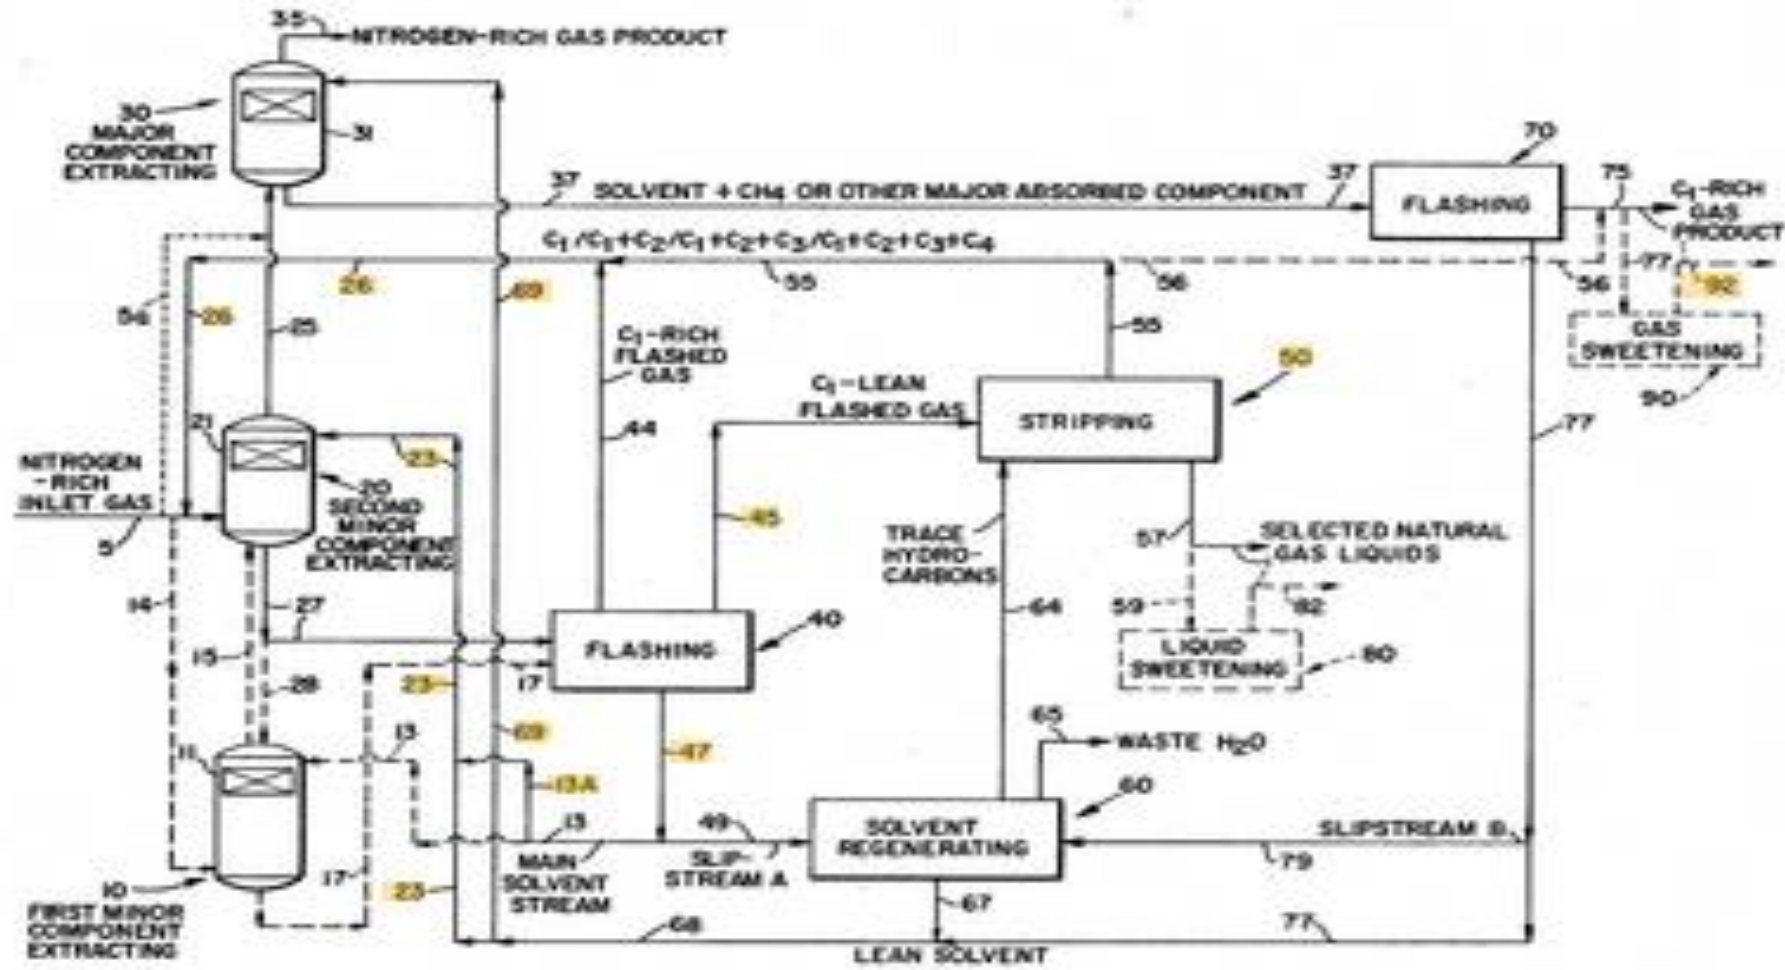 35
NITROGEN-RICH GAS PRODUCT
30
MAJOR
COMPONENT
EXTRACTING
31
37
SOLVENT + CH4 OR OTHER MAJOR ABSORBED COMPONENT
37
70
FLASHING
75
C1-RICH
GAS
PRODUCT
C1/C1+C2/C1+C2+C3/C1+C2+C3+C4
26
55
56
56
77
92
56
26
25
69
C1-RICH
FLASHED
GAS
55
GAS
SWEETENING
90
50
C1-LEAN
FLASHED GAS
STRIPPING
44
77
21
23
NITROGEN
-RICH
INLET GAS
5
20
SECOND
MINOR
COMPONENT
EXTRACTING
45
TRACE
HYDRO-
CARBONS
57
SELECTED NATURAL
GAS LIQUIDS
14
27
59
82
64
15
FLASHING
40
LIQUID
SWEETENING
80
28
23
17
13
69
47
65
WASTE H2O
11
13A
60
13
49
SOLVENT
REGENERATING
SLIPSTREAM B
79
MAIN
SOLVENT
STREAM
SLIP-
STREAM A
17
23
10
FIRST MINOR
COMPONENT
EXTRACTING
67
68
77
LEAN SOLVENT